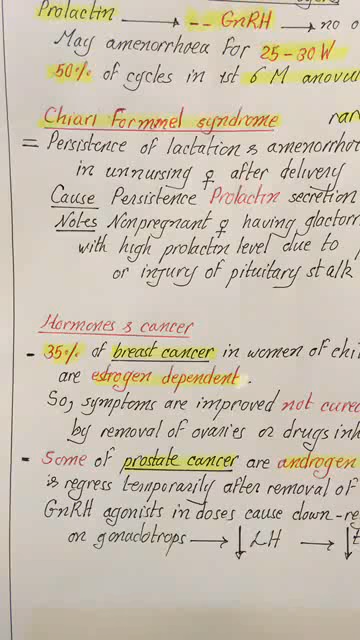 Prolactin → -- GnRH → no o
May amenorrhoea for 25-30 W
50% of cycles in 1st 6 M anovul
Chiari Formmel syndrome
= Persistence of lactation & amenorrh
in unnursing ♀ after delivery
Cause Persistence Prolactin secretion
Notes Nonpregnant ♀ having glactorr
with high prolactin level due to
or injury of pituitary stalk
Hormones & cancer
- 35% of breast cancer in women of chi
are estrogen dependent.
So, symptoms are improved not cured
by removal of ovaries or drugs inh
- Some of prostate cancer are androgen
is regress temporarily after removal of
GnRH agonists in doses cause down-re
on gonadotrops → ↓ LH → ↓ t